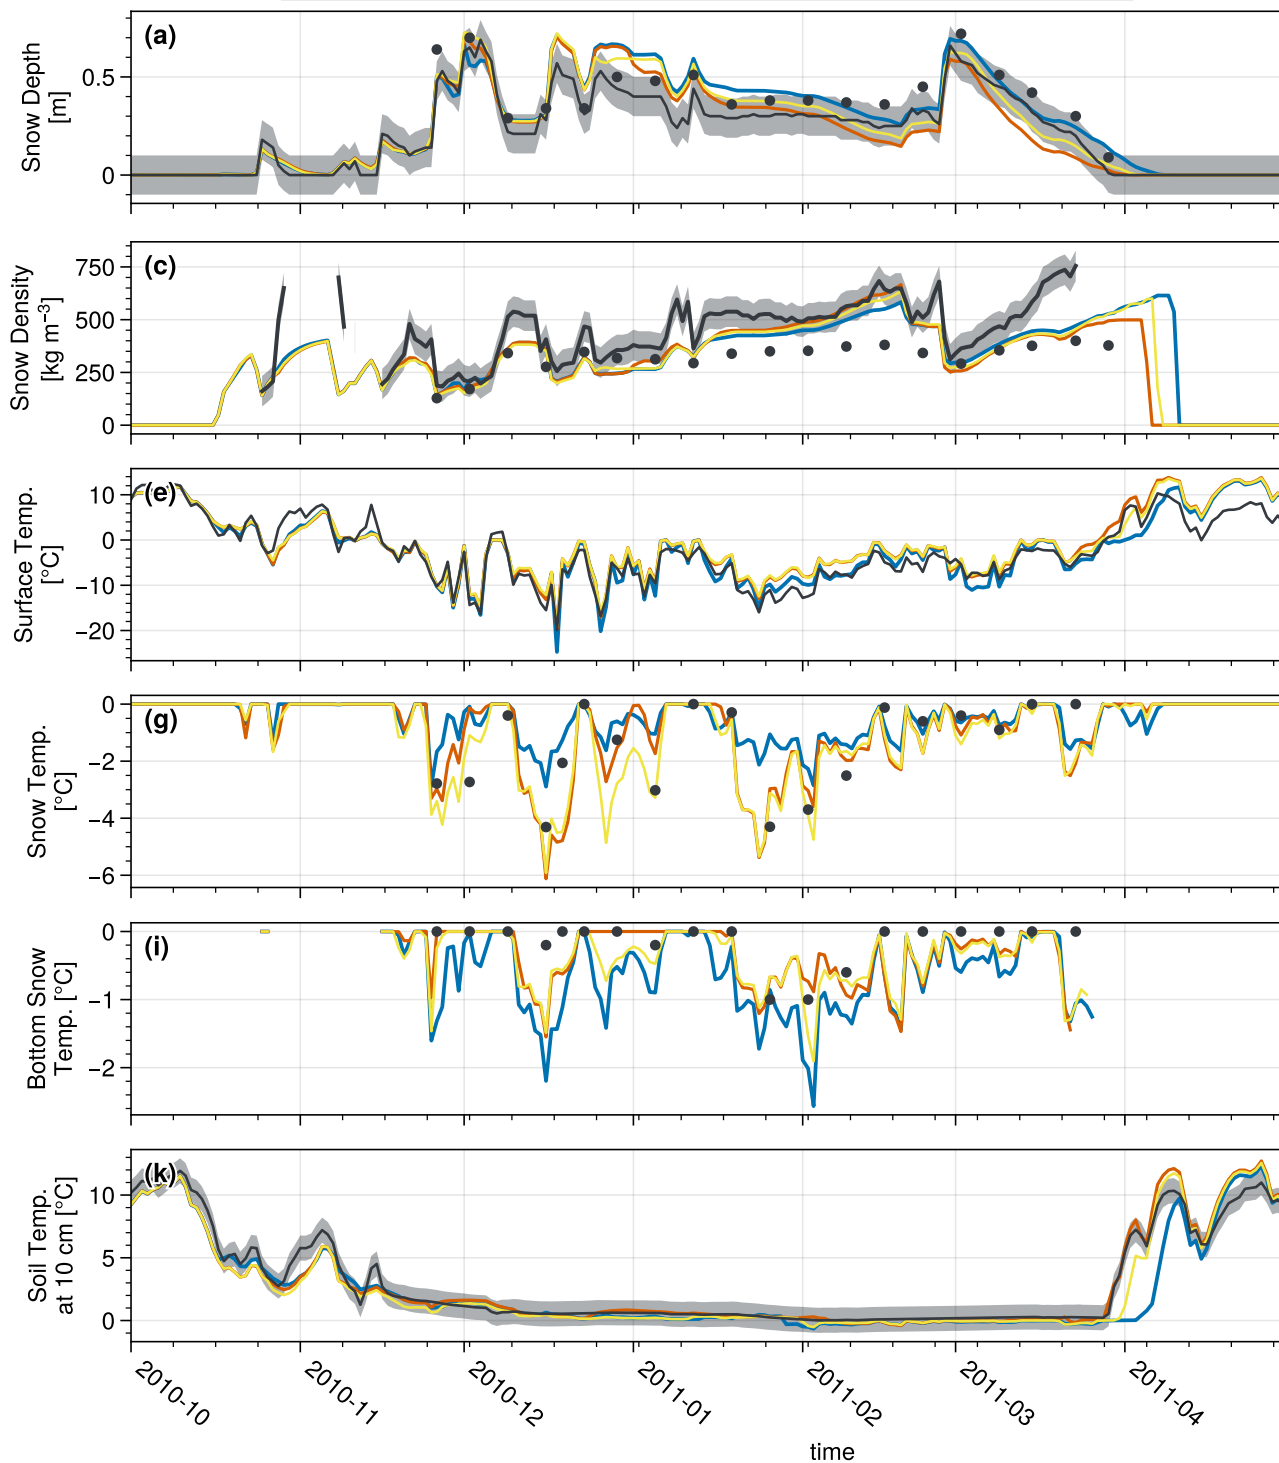 (a)
Snow Depth
[m]
0.5
0
(c)
Snow Density
[kg m⁻³]
750
500
250
0
(e)
Surface Temp.
[°C]
10
0
−10
−20
(g)
Snow Temp.
[°C]
0
−2
−4
−6
(i)
Bottom Snow
Temp. [°C]
0
−1
−2
(k)
Soil Temp.
at 10 cm [°C]
10
5
0
2010-10
2010-11
2010-12
2011-01
2011-02
2011-03
2011-04
time